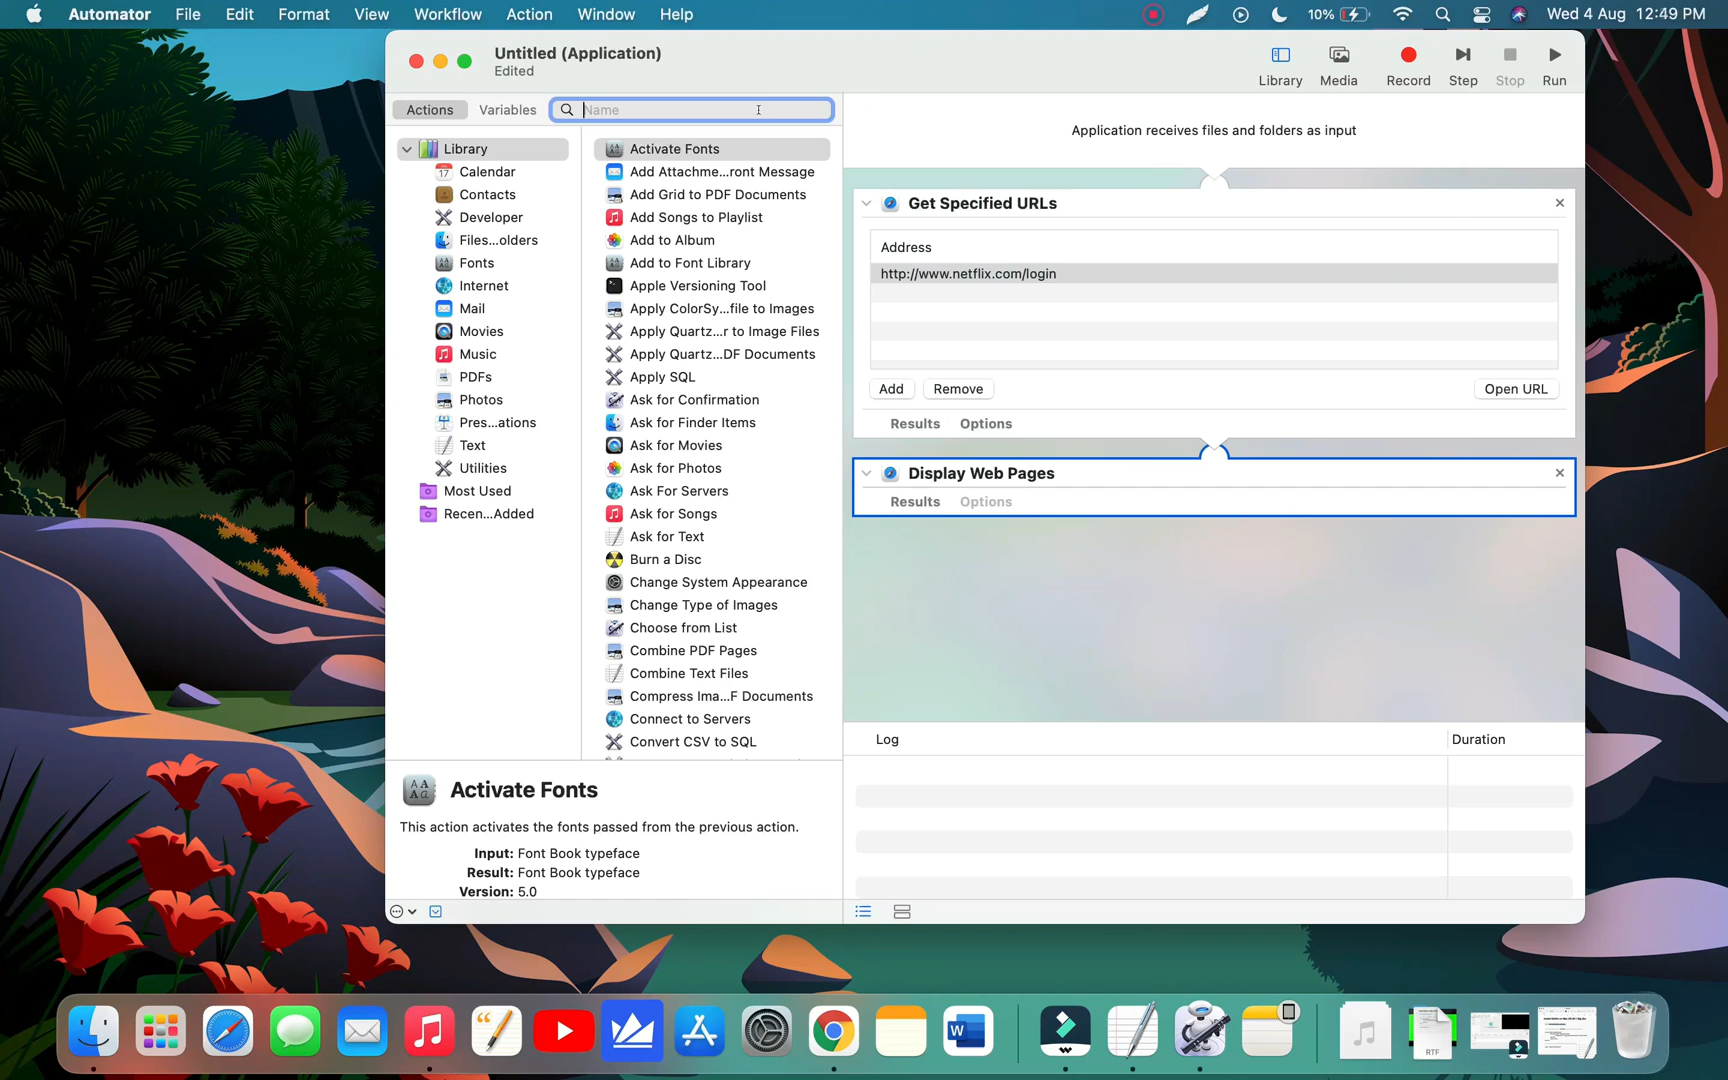 Automator File Edit Format View Workflow Action Window Help 10% Wed 4 Aug 12:49 PM
Untitled (Application)
Edited
Library Media Record Step Stop Run
Actions Variables Name
Library
Calendar
Contacts
Developer
Files...olders
Fonts
Internet
Mail
Movies
Music
PDFs
Photos
Pres...ations
Text
Utilities
Most Used
Recen...Added
Activate Fonts
Add Attachme...ront Message
Add Grid to PDF Documents
Add Songs to Playlist
Add to Album
Add to Font Library
Apple Versioning Tool
Apply ColorSy...file to Images
Apply Quartz...r to Image Files
Apply Quartz...DF Documents
Apply SQL
Ask for Confirmation
Ask for Finder Items
Ask for Movies
Ask for Photos
Ask For Servers
Ask for Songs
Ask for Text
Burn a Disc
Change System Appearance
Change Type of Images
Choose from List
Combine PDF Pages
Combine Text Files
Compress Ima...F Documents
Connect to Servers
Convert CSV to SQL
Activate Fonts
This action activates the fonts passed from the previous action.
Input: Font Book typeface
Result: Font Book typeface
Version: 5.0
Application receives files and folders as input
Get Specified URLs
Address
http://www.netflix.com/login
Add Remove Open URL
Results Options
Display Web Pages
Results Options
Log Duration
17
W
RTF